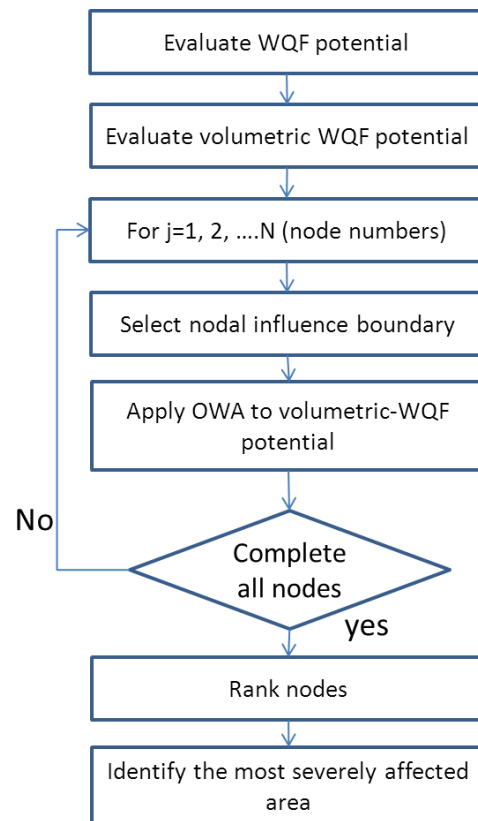 Evaluate WQF potential
Evaluate volumetric WQF potential
For j=1, 2, ....N (node numbers)
Select nodal influence boundary
Apply OWA to volumetric-WQF
potential
No
Complete
all nodes
yes
Rank nodes
Identify the most severely affected
area